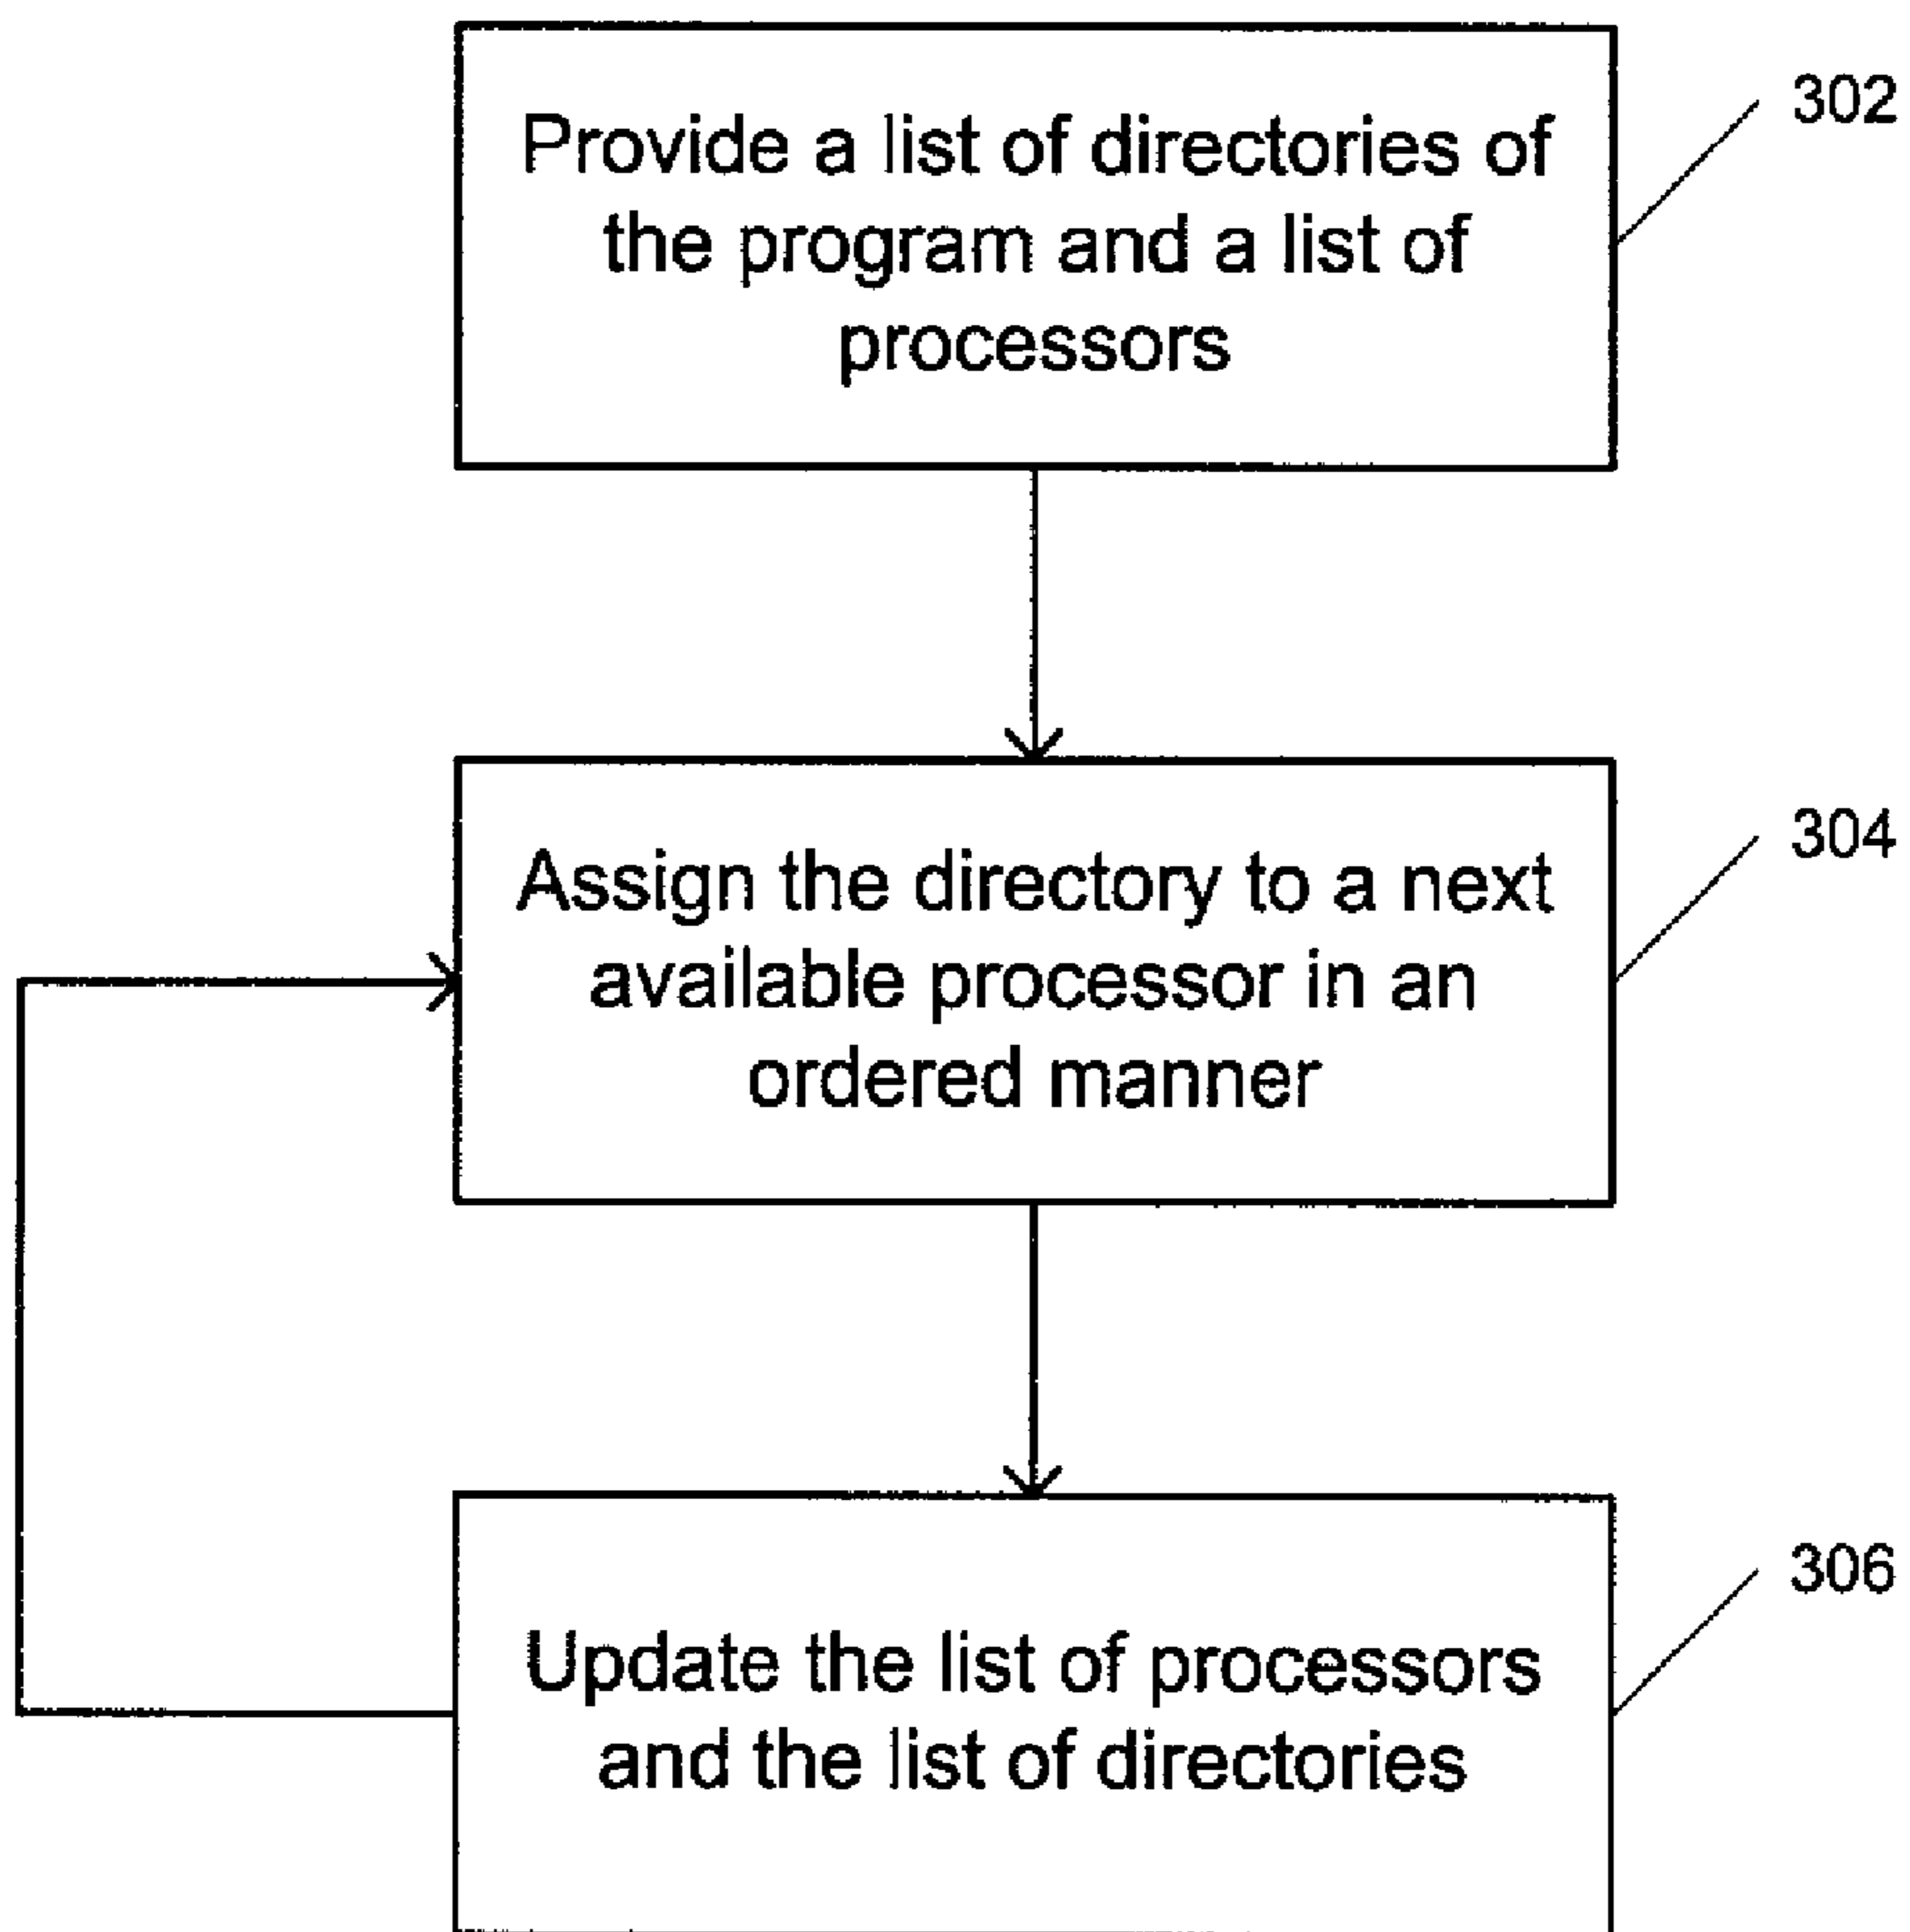 Provide a list of directories of
the program and a list of
processors
302
Assign the directory to a next
available processor in an
ordered manner
304
Update the list of processors
and the list of directories
306